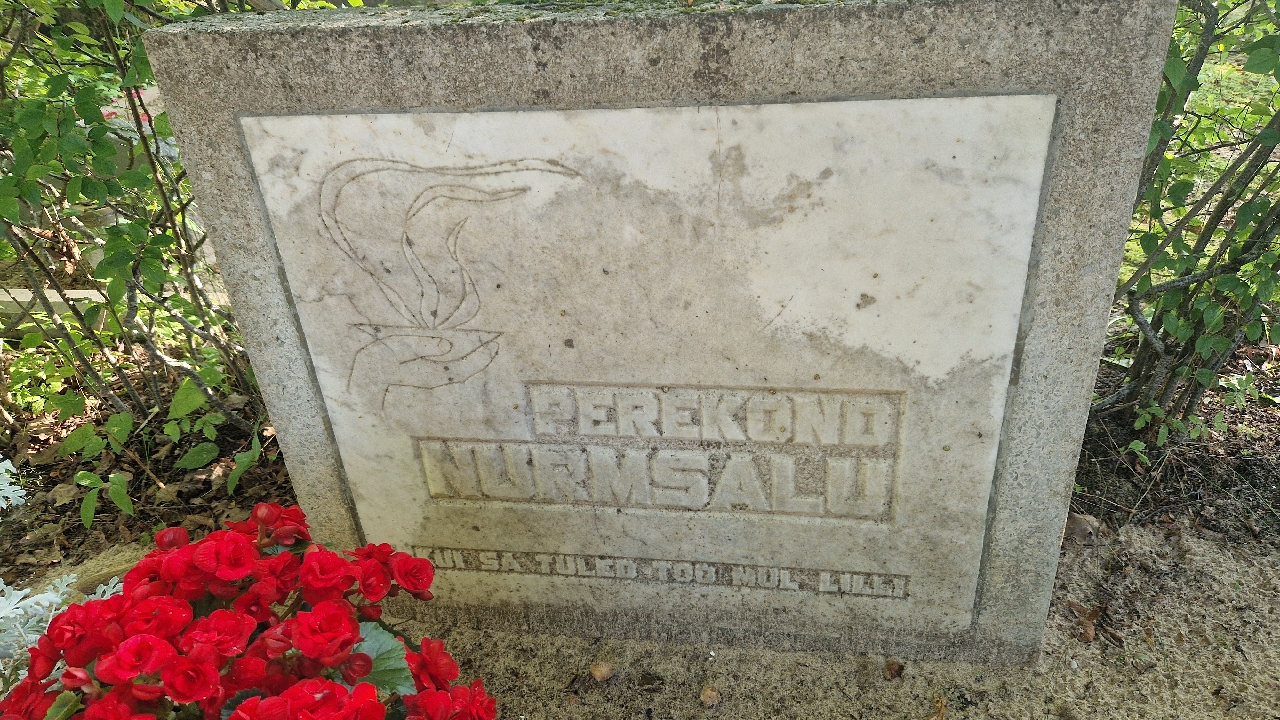 PEREKOND
NURMSALU
KUI SA TULED TOO MUL LILLI